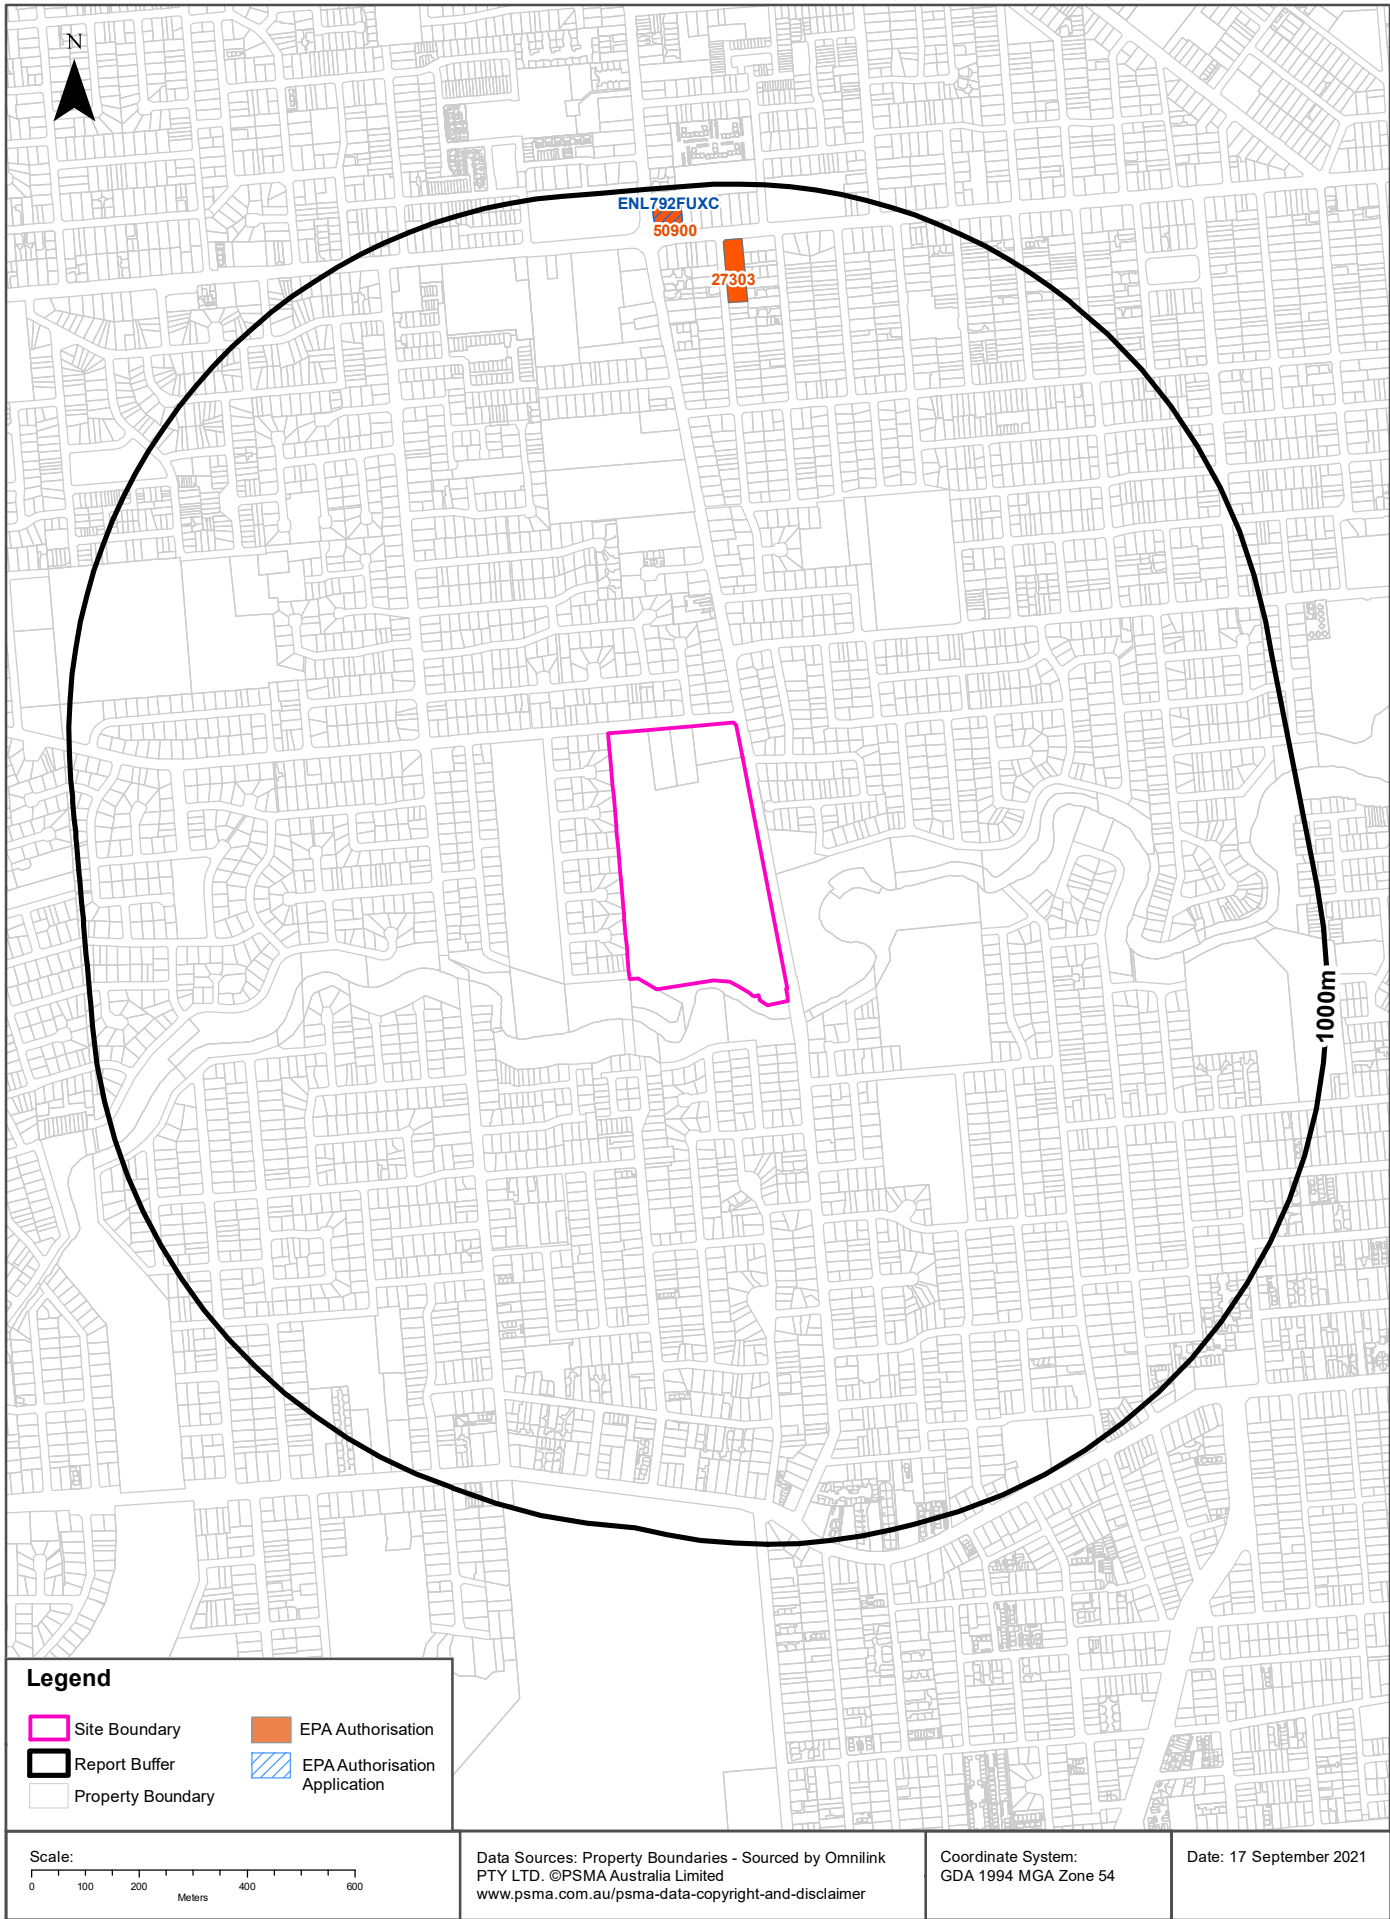 N
ENL792FUXC
50900
27303
1000m
Legend
Site Boundary
Report Buffer
Property Boundary
EPA Authorisation
EPA Authorisation
Application
Scale:
0 100 200 400 600
Meters
Data Sources: Property Boundaries - Sourced by Omnilink
PTY LTD. ©PSMA Australia Limited
www.psma.com.au/psma-data-copyright-and-disclaimer
Coordinate System:
GDA 1994 MGA Zone 54
Date: 17 September 2021